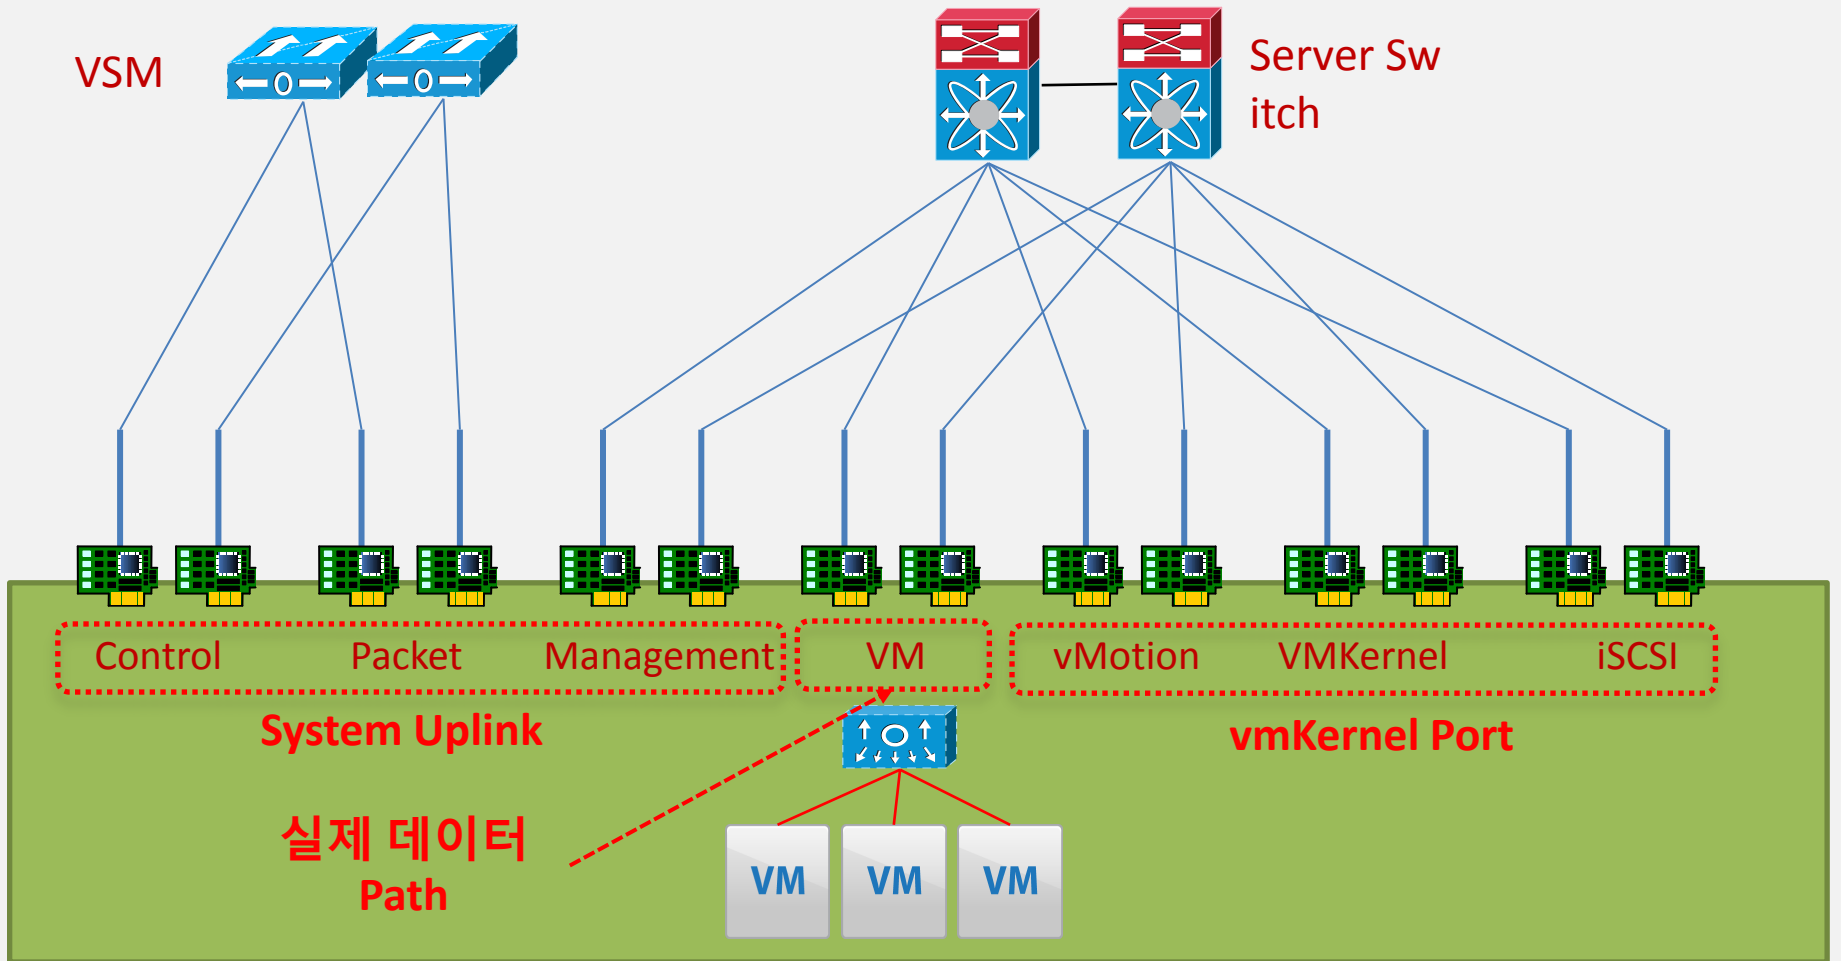 VSM
Server Sw
itch
Control
Packet
Management
VM
vMotion
VMKernel
iSCSI
System Uplink
vmKernel Port
실제 데이터
Path
VM
VM
VM